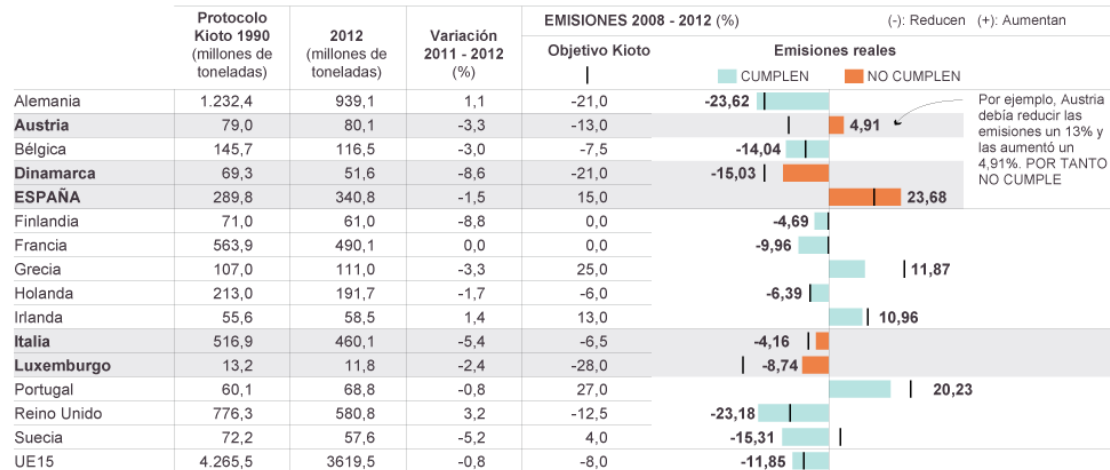 Protocolo Kioto 1990 (millones de toneladas)
2012 (millones de toneladas)
Variación 2011 - 2012 (%)
EMISIONES 2008 - 2012 (%)
(-): Reducen (+): Aumentan
Objetivo Kioto
Emisiones reales
CUMPLEN
NO CUMPLEN
Alemania 1.232,4 939,1 1,1 -21,0 -23,62
Austria 79,0 80,1 -3,3 -13,0 4,91
Bélgica 145,7 116,5 -3,0 -7,5 -14,04
Dinamarca 69,3 51,6 -8,6 -21,0 -15,03
ESPAÑA 289,8 340,8 -1,5 15,0 23,68
Finlandia 71,0 61,0 -8,8 0,0 -4,69
Francia 563,9 490,1 0,0 0,0 -9,96
Grecia 107,0 111,0 -3,3 25,0 11,87
Holanda 213,0 191,7 -1,7 -6,0 -6,39
Irlanda 55,6 58,5 1,4 13,0 10,96
Italia 516,9 460,1 -5,4 -6,5 -4,16
Luxemburgo 13,2 11,8 -2,4 -28,0 -8,74
Portugal 60,1 68,8 -0,8 27,0 20,23
Reino Unido 776,3 580,8 3,2 -12,5 -23,18
Suecia 72,2 57,6 -5,2 4,0 -15,31
UE15 4.265,5 3619,5 -0,8 -8,0 -11,85
Por ejemplo, Austria
debía reducir las
emisiones un 13% y
las aumentó un
4,91%. POR TANTO
NO CUMPLE